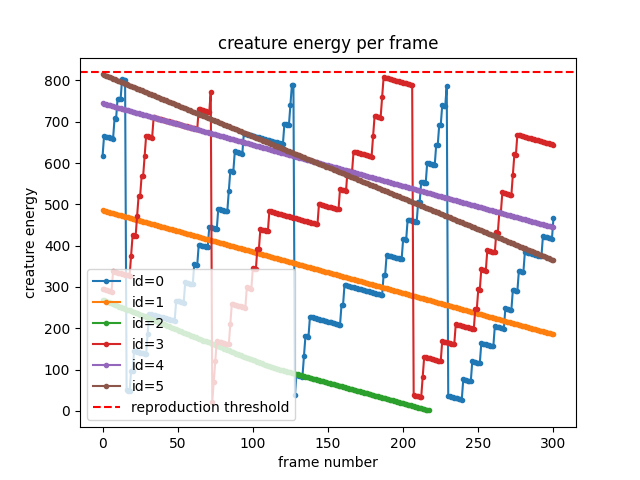 creature energy per frame
creature energy
800
700
600
500
400
300
200
100
0
id=0
id=1
id=2
id=3
id=4
id=5
reproduction threshold
0 50 100 150 200 250 300
frame number